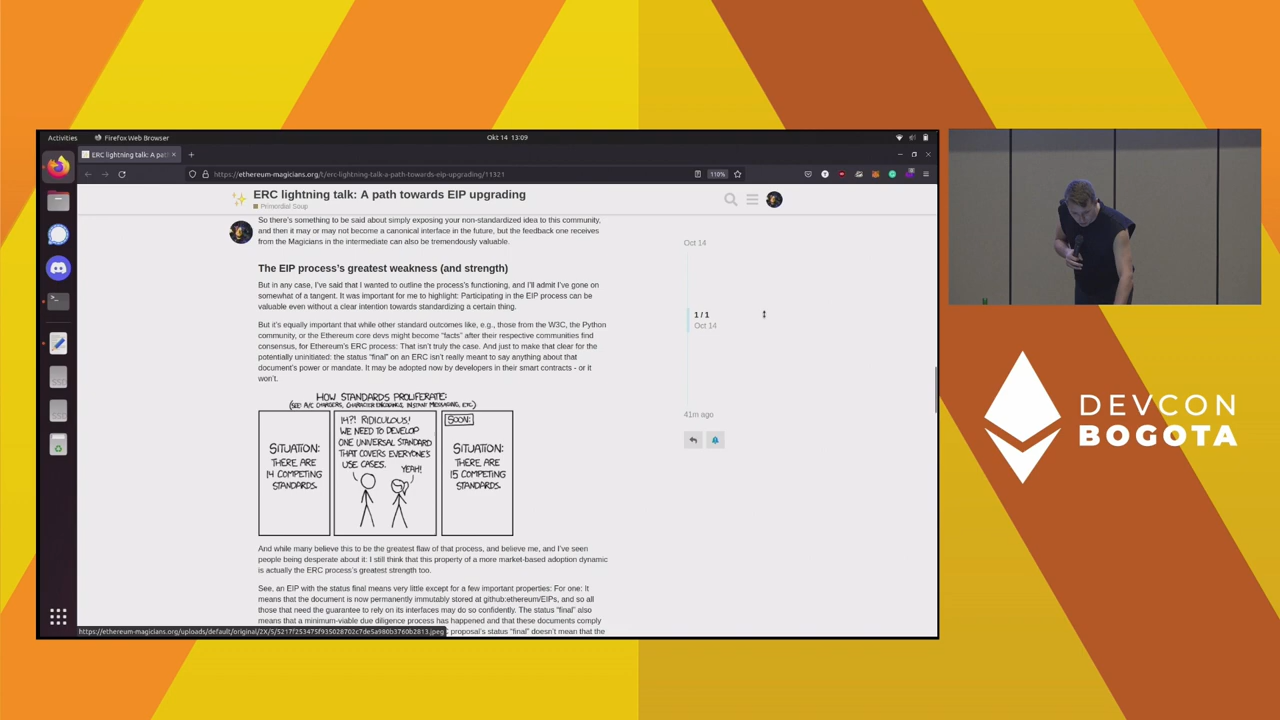 Activities
Firefox Web Browser
Okt 14 13:09
ERC lightning talk: A pat
https://ethereum-magicians.org/t/erc-lightning-talk-a-path-towards-eip-upgrading/11321
110%
ERC lightning talk: A path towards EIP upgrading
Primordial Soup
So there's something to be said about simply exposing your non-standardized idea to this community,
and then it may or may not become a canonical interface in the future, but the feedback one receives
from the Magicians in the intermediate can also be tremendously valuable.
Oct 14
The EIP process's greatest weakness (and strength)
But in any case, I've said that I wanted to outline the process's functioning, and I'll admit I've gone on
somewhat of a tangent. It was important for me to highlight: Participating in the EIP process can be
valuable even without a clear intention towards standardizing a certain thing.
1 / 1
Oct 14
But it's equally important that while other standard outcomes like, e.g., those from the W3C, the Python
community, or the Ethereum core devs might become "facts" after their respective communities find
consensus, for Ethereum's ERC process: That isn't truly the case. And just to make that clear for the
potentially uninitiated: the status "final" on an ERC isn't really meant to say anything about that
document's power or mandate. It may be adopted now by developers in their smart contracts - or it
won't.
HOW STANDARDS PROLIFERATE:
(SEE: A/C CHARGERS, CHARACTER ENCODINGS, INSTANT MESSAGING, ETC.)
SITUATION:
THERE ARE
14 COMPETING
STANDARDS.
14?! RIDICULOUS!
WE NEED TO DEVELOP
ONE UNIVERSAL STANDARD
THAT COVERS EVERYONE'S
USE CASES.
YEAH!
SOON:
SITUATION:
THERE ARE
15 COMPETING
STANDARDS.
41m ago
And while many believe this to be the greatest flaw of that process, and believe me, and I've seen
people being desperate about it: I still think that this property of a more market-based adoption dynamic
is actually the ERC process's greatest strength too.
See, an EIP with the status final means very little except for a few important properties: For one: It
means that the document is now permanently immutably stored at github:ethereum/EIPs, and so all
those that need the guarantee to rely on its interfaces may do so confidently. The status "final" also
means that a minimum-viable due diligence process has happened and that these documents comply
proposal's status "final" doesn't mean that the
DEVCON
BOGOTA